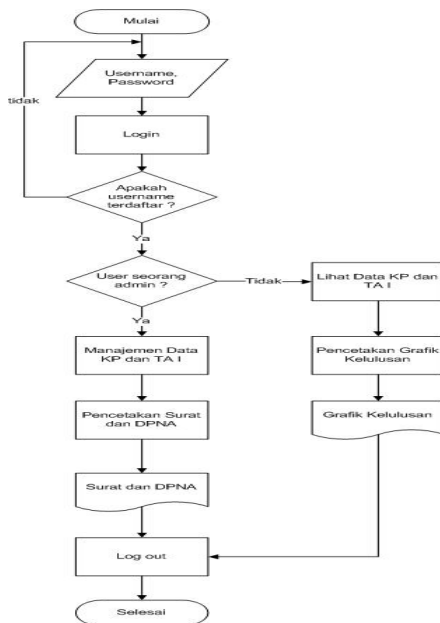 Mulai
Username,
Password
tidak
Login
Apakah
username
terdaftar ?
Ya
User seorang
admin ?
Tidak
Lihat Data KP dan
TA I
Ya
Manajemen Data
KP dan TA I
Pencetakan Grafik
Kelulusan
Pencetakan Surat
dan DPNA
Grafik Kelulusan
Surat dan DPNA
Log out
Selesai